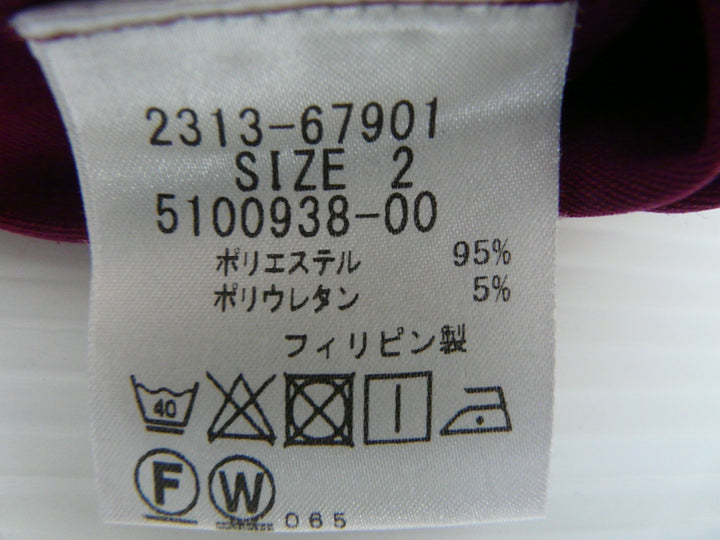 2313-67901
SIZE 2
5100938-00
ポリエステル 95%
ポリウレタン 5%
フィリピン製
40
F W 065